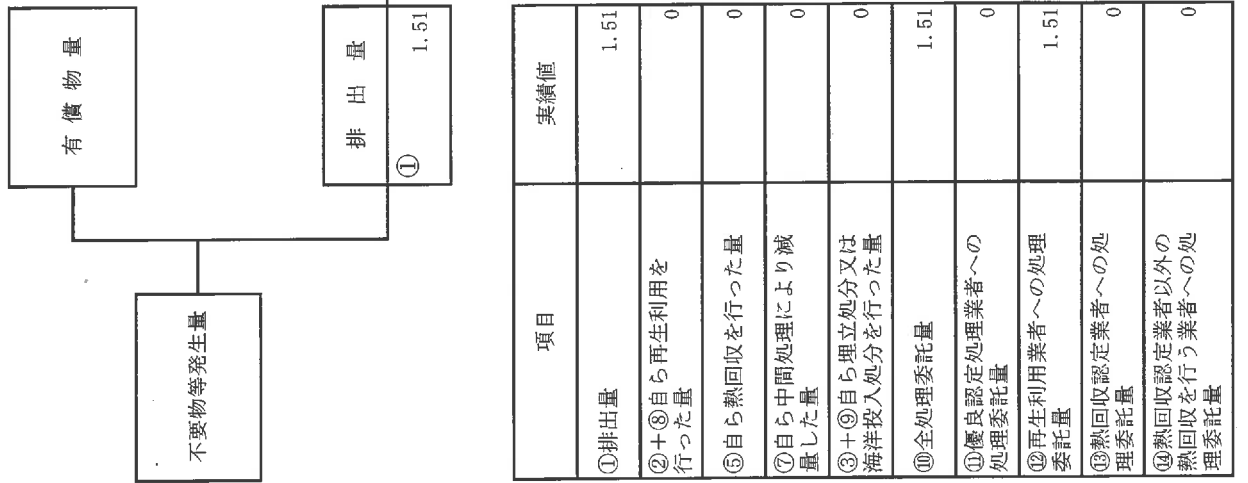 有 償 物 量
不要物等発生量
排 出 量
① 1.51
項目 実績値
①排出量 1.51
②+⑧自ら再生利用を
行った量 0
⑤自ら熱回収を行った量 0
⑦自ら中間処理により減
量した量 0
③+⑨自ら埋立処分又は
海洋投入処分を行った量 0
⑩全処理委託量 1.51
⑪優良認定処理業者への
処理委託量 0
⑫再生利用業者への処理
委託量 1.51
⑬熱回収認定業者への処
理委託量 0
⑭熱回収認定業者以外の
熱回収を行う業者への処
理委託量 0